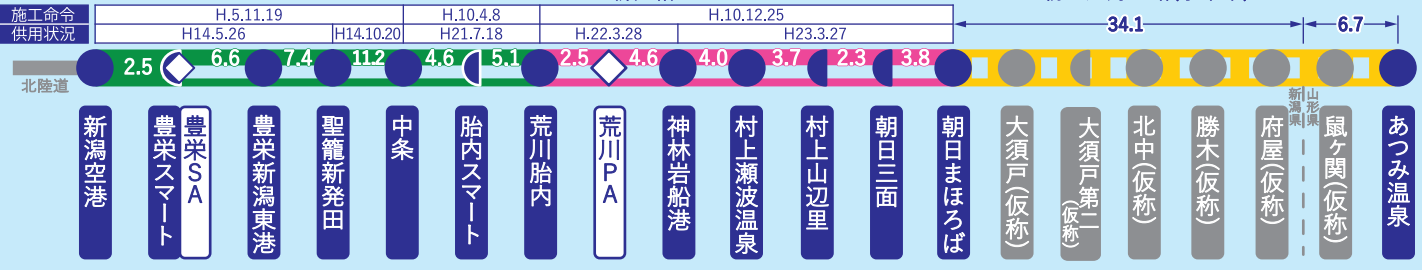 施工命令
H.5.11.19
H.10.4.8
H.10.12.25
供用状況
H14.5.26
H14.10.20
H21.7.18
H.22.3.28
H23.3.27
34.1
6.7
2.5
6.6
7.4
11.2
4.6
5.1
2.5
4.6
4.0
3.7
2.3
3.8
北陸道
新潟県
山形県
新潟空港
豊栄スマート
豊栄SA
豊栄新潟東港
聖籠新発田
中条
胎内スマート
荒川胎内
荒川PA
神林岩船港
村上瀬波温泉
村上山辺里
朝日三面
朝日まほろば
大須戸(仮称)
大須戸第二(仮称)
北中(仮称)
勝木(仮称)
府屋(仮称)
鼠ヶ関(仮称)
あつみ温泉